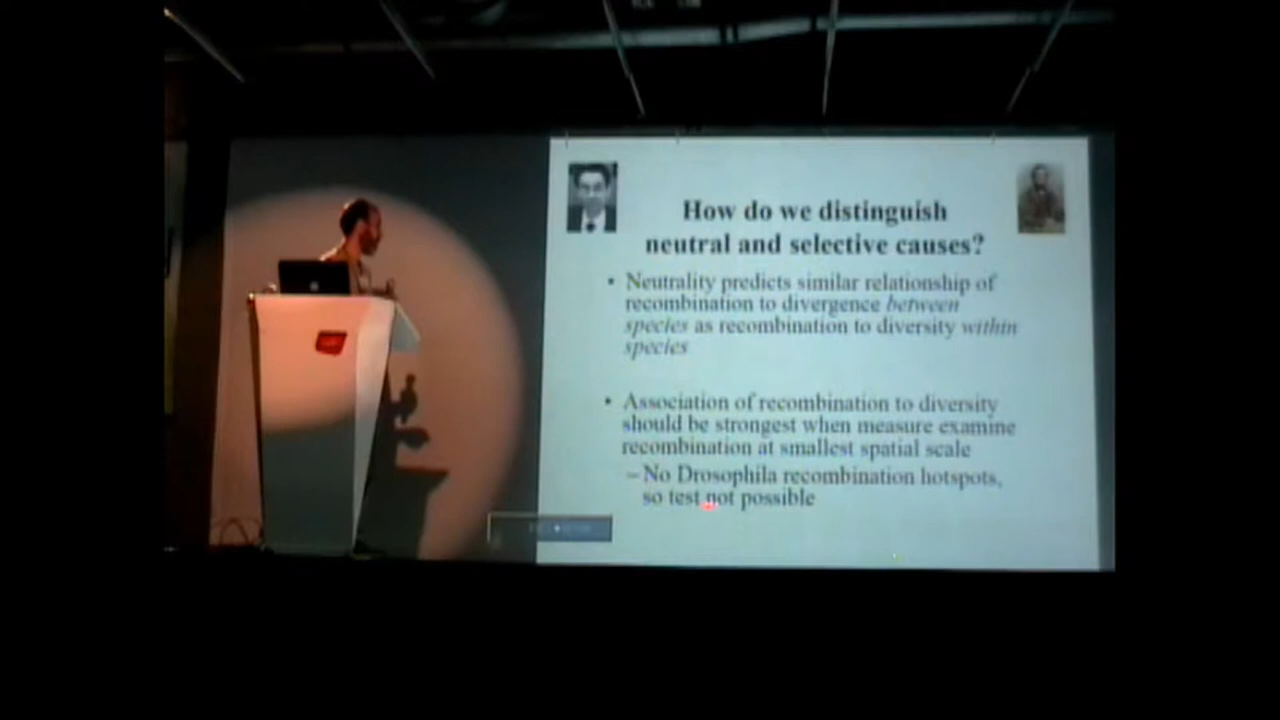 How do we distinguish
neutral and selective causes?
• Neutrality predicts similar relationship of
recombination to divergence between
species as recombination to diversity within
species
• Association of recombination to diversity
should be strongest when measure examine
recombination at smallest spatial scale
– No Drosophila recombination hotspots,
so test not possible